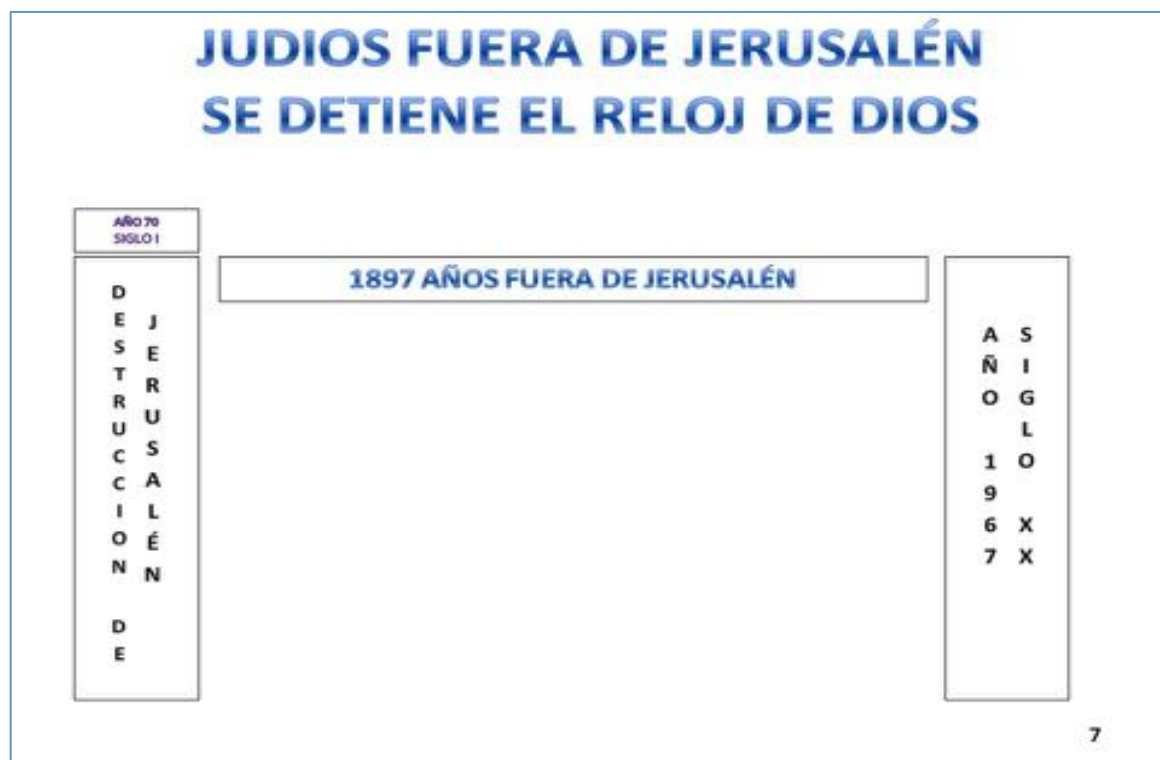 JUDIOS FUERA DE JERUSALÉN
SE DETIENE EL RELOJ DE DIOS
AÑO 70
SIGLO I
DESTRUCCION DE
JERUSALÉN
1897 AÑOS FUERA DE JERUSALÉN
AÑO 1967
SIGLO XX
7